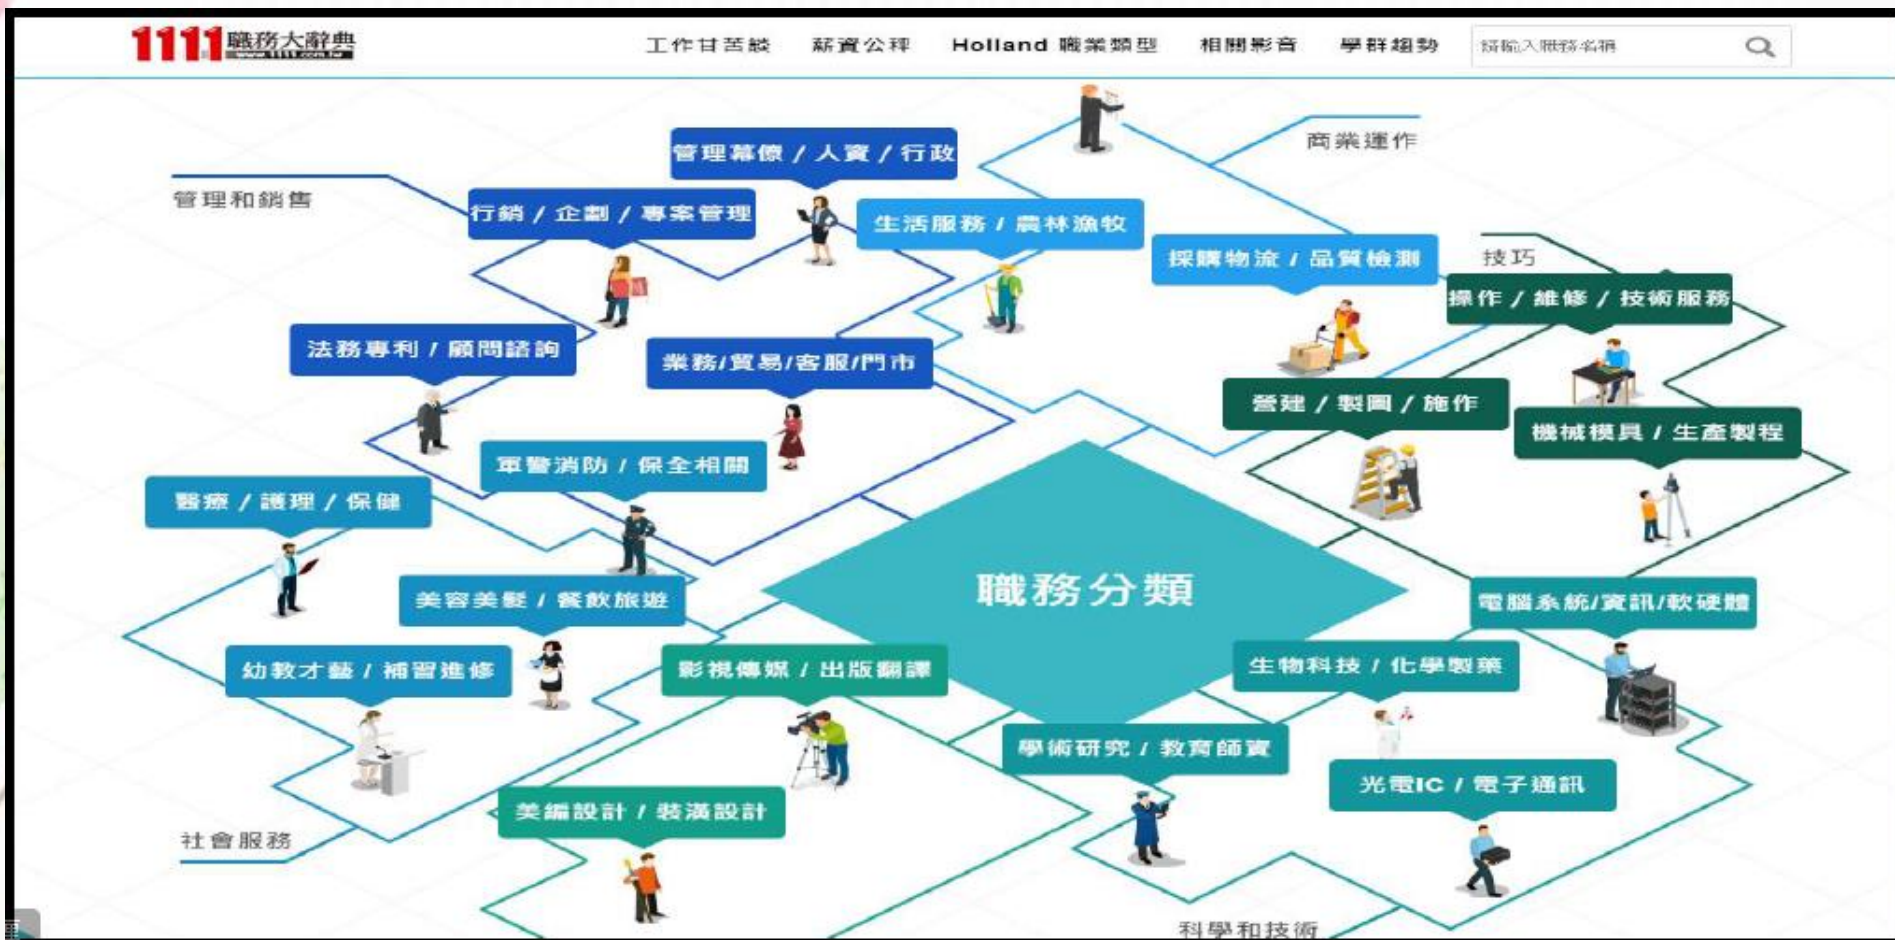 1111 職務大辭典
www.1111.com.tw
工作甘苦談 薪資公秤 Holland 職業類型 相關影音 學群趨勢 請輸入職務名稱
商業運作
管理幕僚 / 人資 / 行政
管理和銷售
行銷 / 企劃 / 專案管理
生活服務 / 農林漁牧
採購物流 / 品質檢測
技巧
操作 / 維修 / 技術服務
法務專利 / 顧問諮詢
業務/貿易/客服/門市
營建 / 製圖 / 施作
機械模具 / 生產製程
軍警消防 / 保全相關
醫療 / 護理 / 保健
職務分類
美容美髮 / 餐飲旅遊
電腦系統/資訊/軟硬體
幼教才藝 / 補習進修
影視傳媒 / 出版翻譯
生物科技 / 化學製藥
學術研究 / 教育師資
光電IC / 電子通訊
美編設計 / 裝潢設計
社會服務
科學和技術